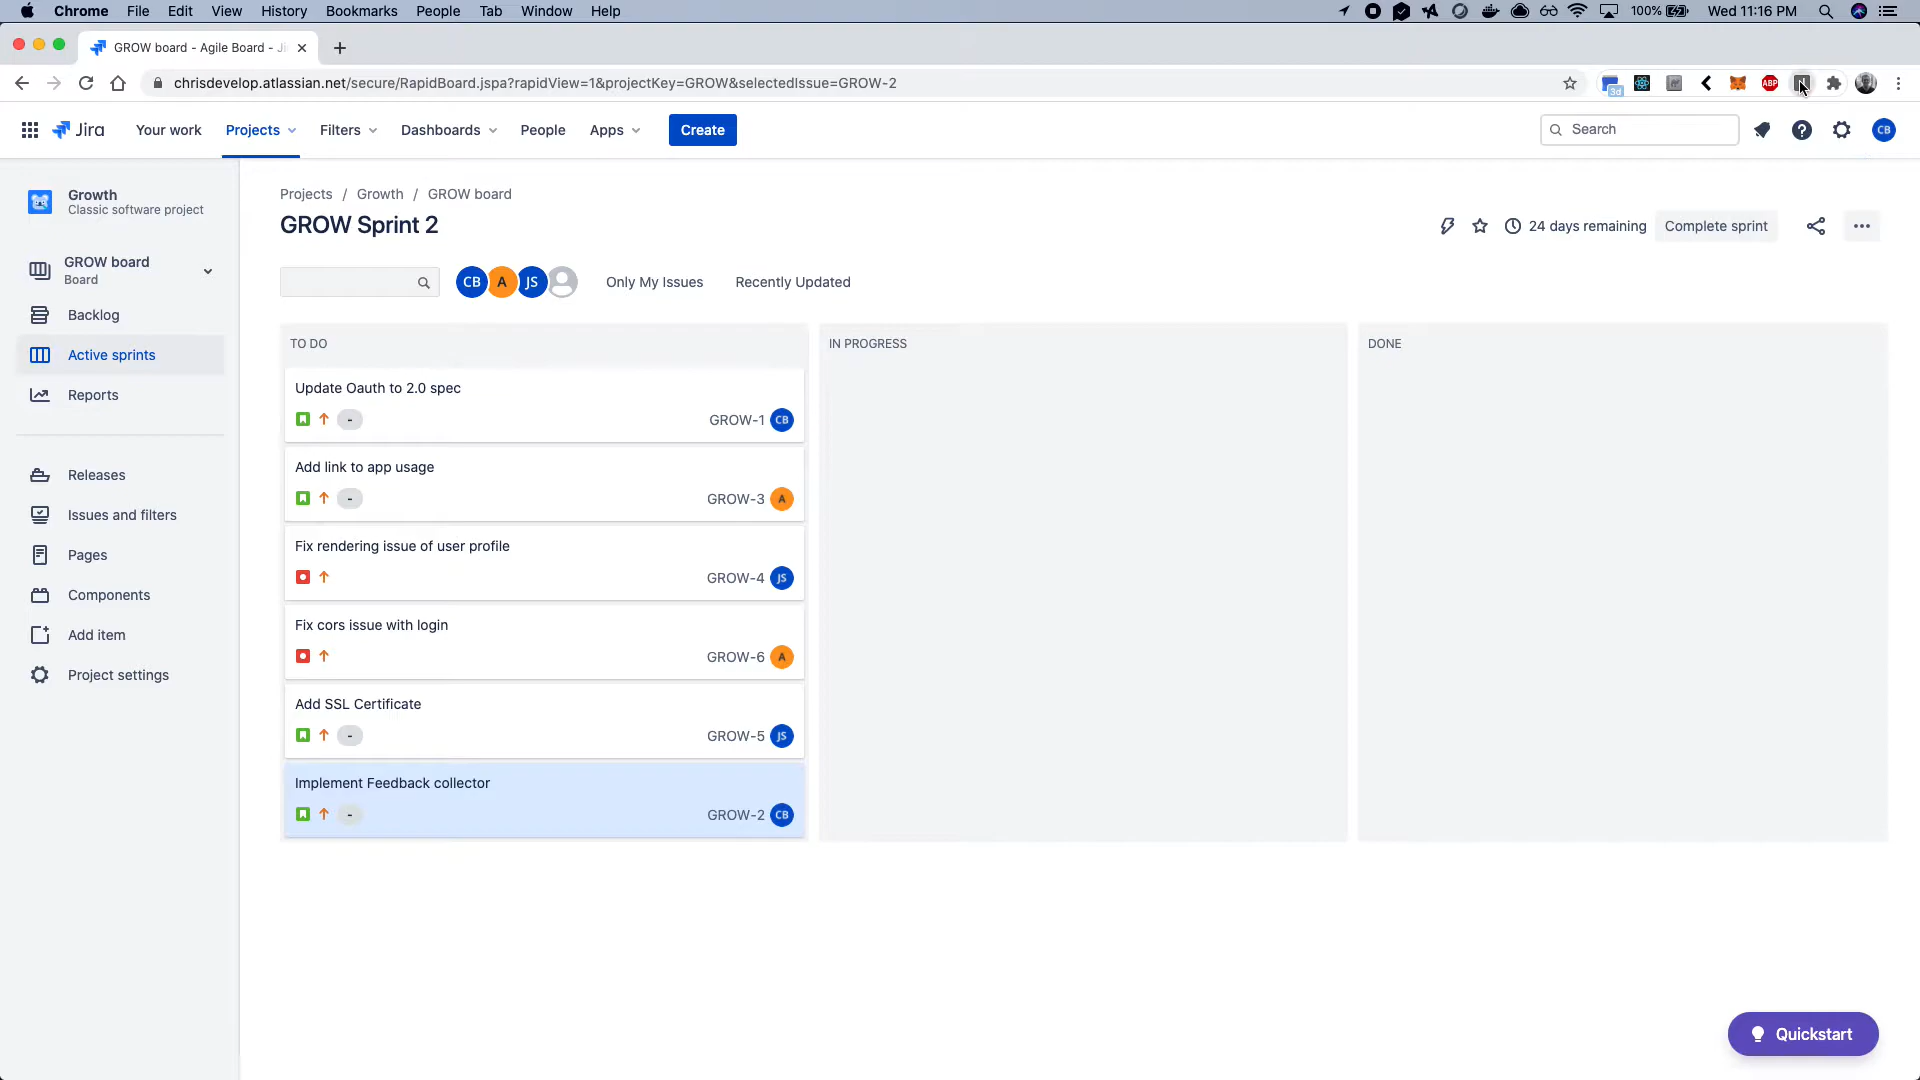 Chrome File Edit View History Bookmarks People Tab Window Help 100% Wed 11:16 PM
GROW board - Agile Board - Ji
chrisdevelop.atlassian.net/secure/RapidBoard.jspa?rapidView=1&projectKey=GROW&selectedIssue=GROW-2
3d
ABP
Jira Your work Projects Filters Dashboards People Apps Create Search CB
Growth
Classic software project
GROW board
Board
Backlog
Active sprints
Reports
Releases
Issues and filters
Pages
Components
Add item
Project settings
Projects / Growth / GROW board
GROW Sprint 2
24 days remaining Complete sprint
CB A JS Only My Issues Recently Updated
TO DO
Update Oauth to 2.0 spec
- GROW-1 CB
Add link to app usage
- GROW-3 A
Fix rendering issue of user profile
GROW-4 JS
Fix cors issue with login
GROW-6 A
Add SSL Certificate
- GROW-5 JS
Implement Feedback collector
- GROW-2 CB
IN PROGRESS
DONE
Quickstart